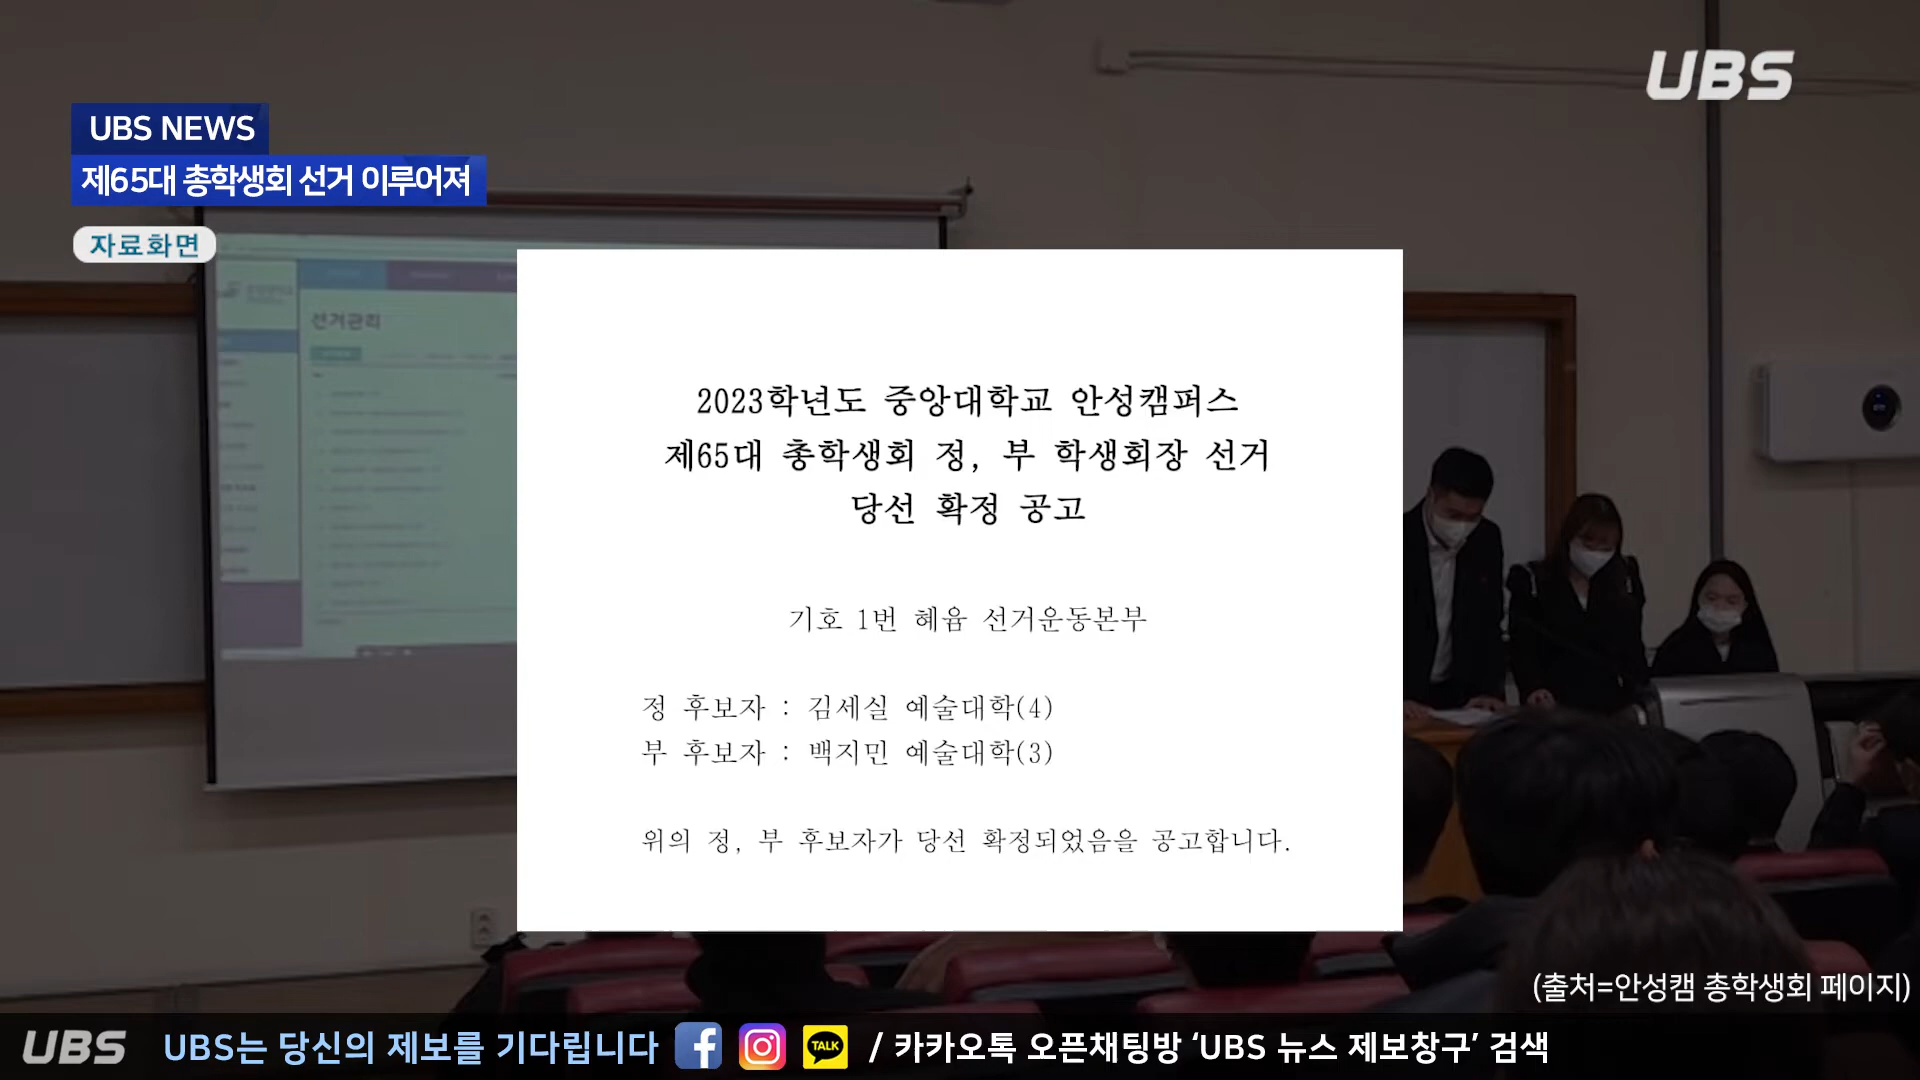 UBS
UBS NEWS
제65대 총학생회 선거 이루어져
자료화면
선거관리
2023학년도 중앙대학교 안성캠퍼스
제65대 총학생회 정, 부 학생회장 선거
당선 확정 공고
기호 1번 혜윰 선거운동본부
정 후보자 : 김세실 예술대학(4)
부 후보자 : 백지민 예술대학(3)
위의 정, 부 후보자가 당선 확정되었음을 공고합니다.
(출처=안성캠 총학생회 페이지)
UBS UBS는 당신의 제보를 기다립니다 TALK / 카카오톡 오픈채팅방 ‘UBS 뉴스 제보창구’ 검색